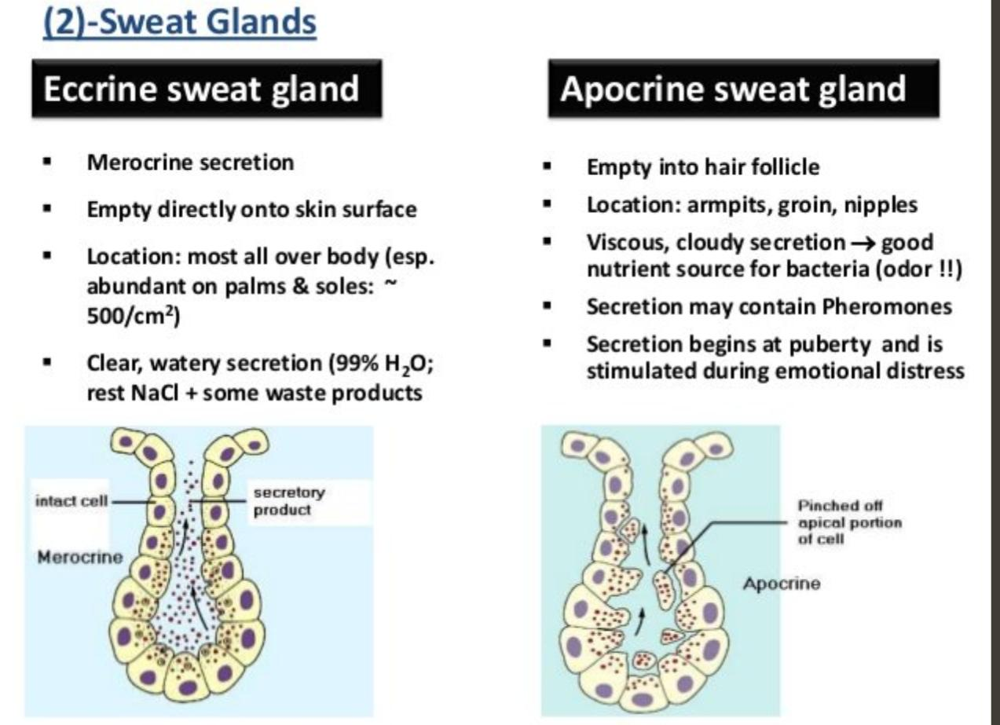 (2)-Sweat Glands
Eccrine sweat gland
▪ Merocrine secretion
▪ Empty directly onto skin surface
▪ Location: most all over body (esp.
abundant on palms & soles: ~
500/cm²)
▪ Clear, watery secretion (99% H₂O;
rest NaCl + some waste products
intact cell
secretory
product
Merocrine
Apocrine sweat gland
▪ Empty into hair follicle
▪ Location: armpits, groin, nipples
▪ Viscous, cloudy secretion → good
nutrient source for bacteria (odor !!)
▪ Secretion may contain Pheromones
▪ Secretion begins at puberty and is
stimulated during emotional distress
Pinched off
apical portion
of cell
Apocrine